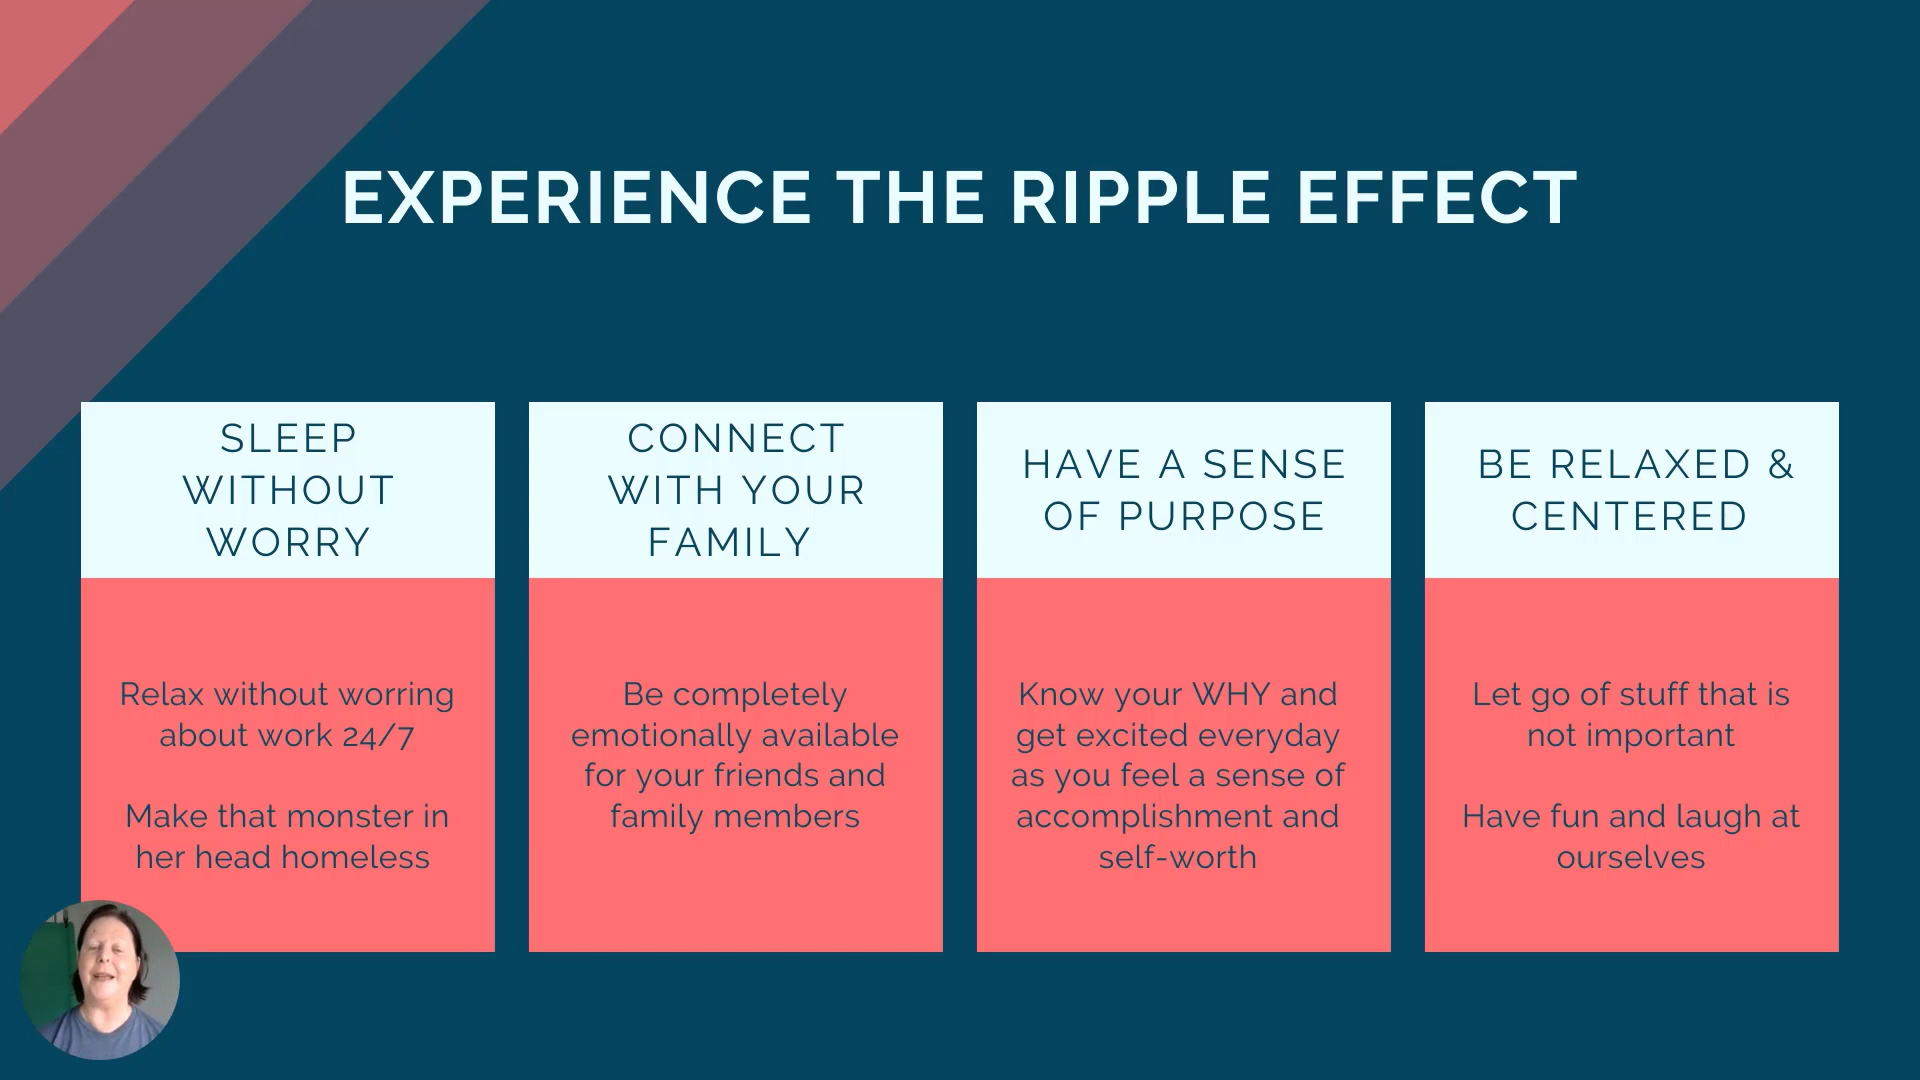 EXPERIENCE THE RIPPLE EFFECT
SLEEP
WITHOUT
WORRY
Relax without worring
about work 24/7
Make that monster in
her head homeless
CONNECT
WITH YOUR
FAMILY
Be completely
emotionally available
for your friends and
family members
HAVE A SENSE
OF PURPOSE
Know your WHY and
get excited everyday
as you feel a sense of
accomplishment and
self-worth
BE RELAXED &
CENTERED
Let go of stuff that is
not important
Have fun and laugh at
ourselves